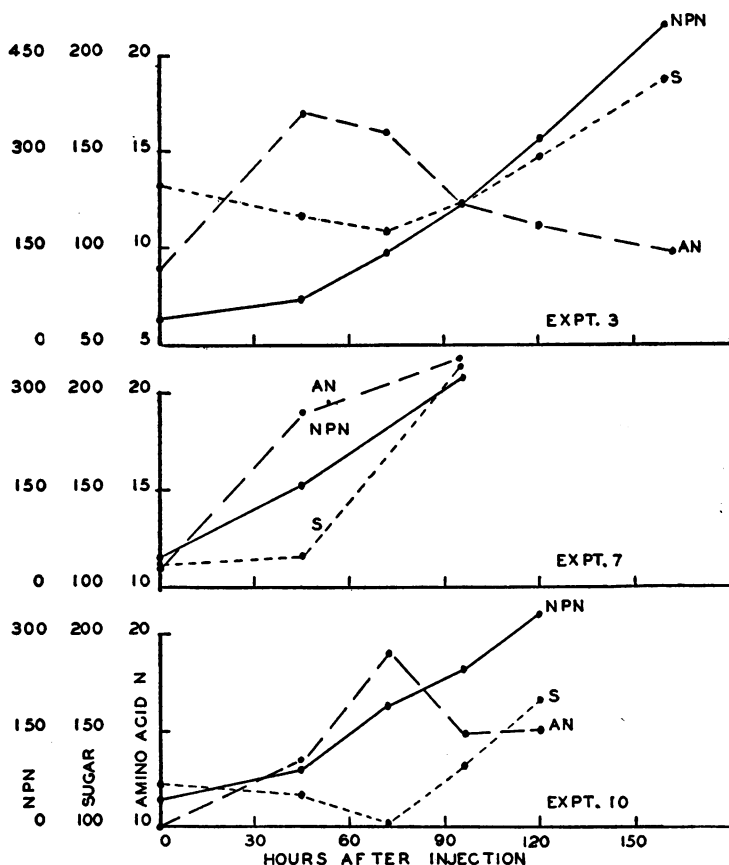 NPN
450 200 20
S
300 150 15
150 100 10
AN
EXPT. 3
0 50 5
300 200 20
AN
NPN
150 150 15
S
EXPT. 7
0 100 10
NPN
300 200 20
S
AN
150 150 15
NPN
SUGAR
AMINO ACID N
EXPT. 10
0 100 10
0 30 60 90 120 150
HOURS AFTER INJECTION